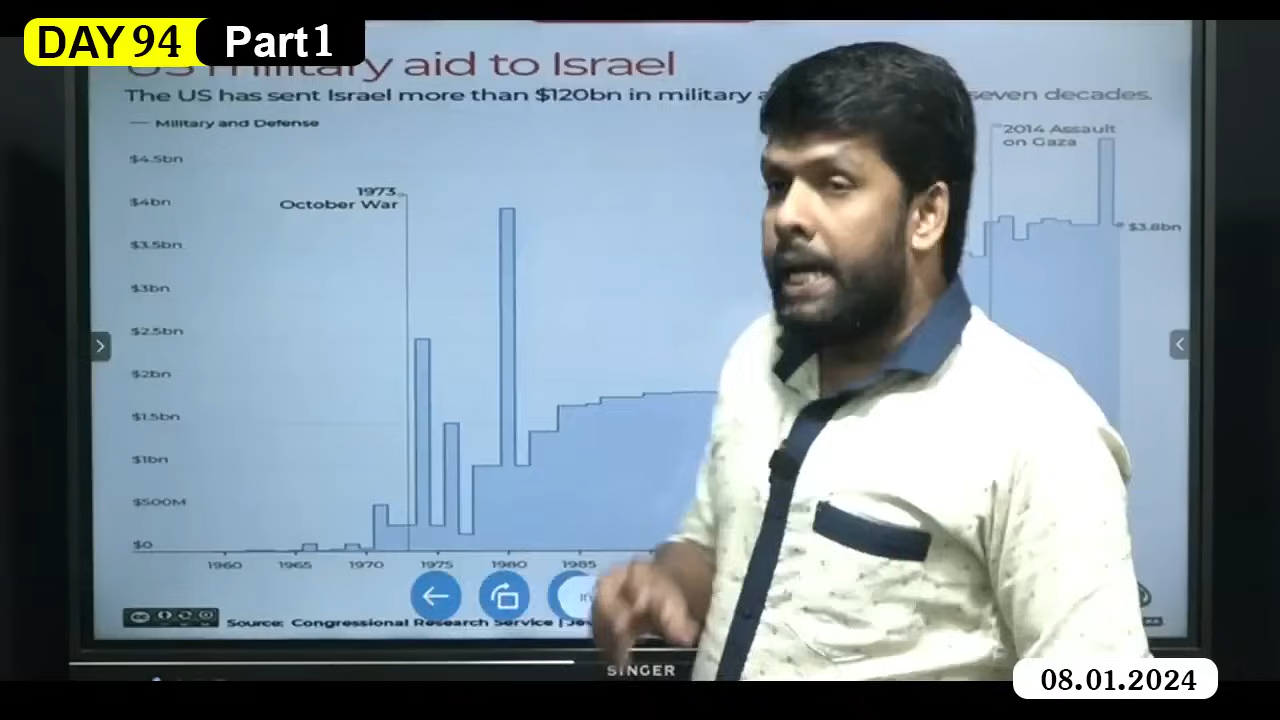 DAY 94 Part 1
US military aid to Israel
The US has sent Israel more than $120bn in military a seven decades.
Military and Defense
2014 Assault
on Gaza
$4.5bn
1973
October War
$4bn
$3.8bn
$3.5bn
$3bn
$2.5bn
$2bn
$1.5bn
$1bn
$500M
$0
1960 1965 1970 1975 1980 1985
Source: Congressional Research Service |
SINGER
08.01.2024